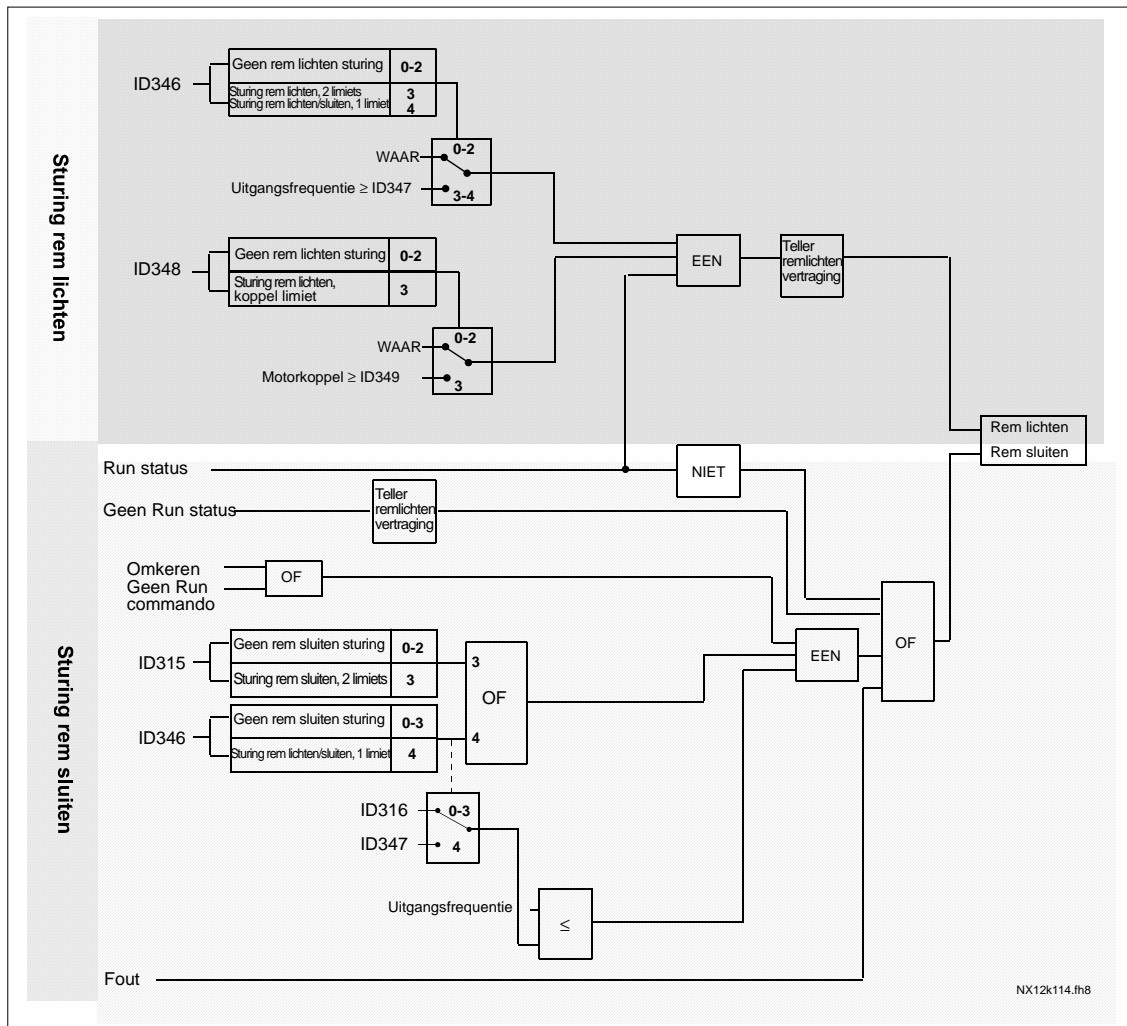 Sturing rem lichten
ID346
Geen rem lichten sturing
0-2
Sturing rem lichten, 2 limiets
3
Sturing rem lichten/sluiten, 1 limiet
4
WAAR
0-2
Uitgangsfrequentie ≥ ID347
3-4
ID348
Geen rem lichten sturing
0-2
Sturing rem lichten,
koppel limiet
3
WAAR
0-2
Motorkoppel ≥ ID349
3
EEN
Teller
remlichten
vertraging
Rem lichten
Rem sluiten
Sturing rem sluiten
Run status
NIET
Geen Run status
Teller
remlichten
vertraging
Omkeren
Geen Run
commando
OF
ID315
Geen rem sluiten sturing
0-2
Sturing rem sluiten, 2 limiets
3
ID346
Geen rem sluiten sturing
0-3
Sturing rem lichten/sluiten, 1 limiet
4
3
OF
4
EEN
OF
ID316
0-3
ID347
4
Uitgangsfrequentie
≤
Fout
NX12k114.fh8